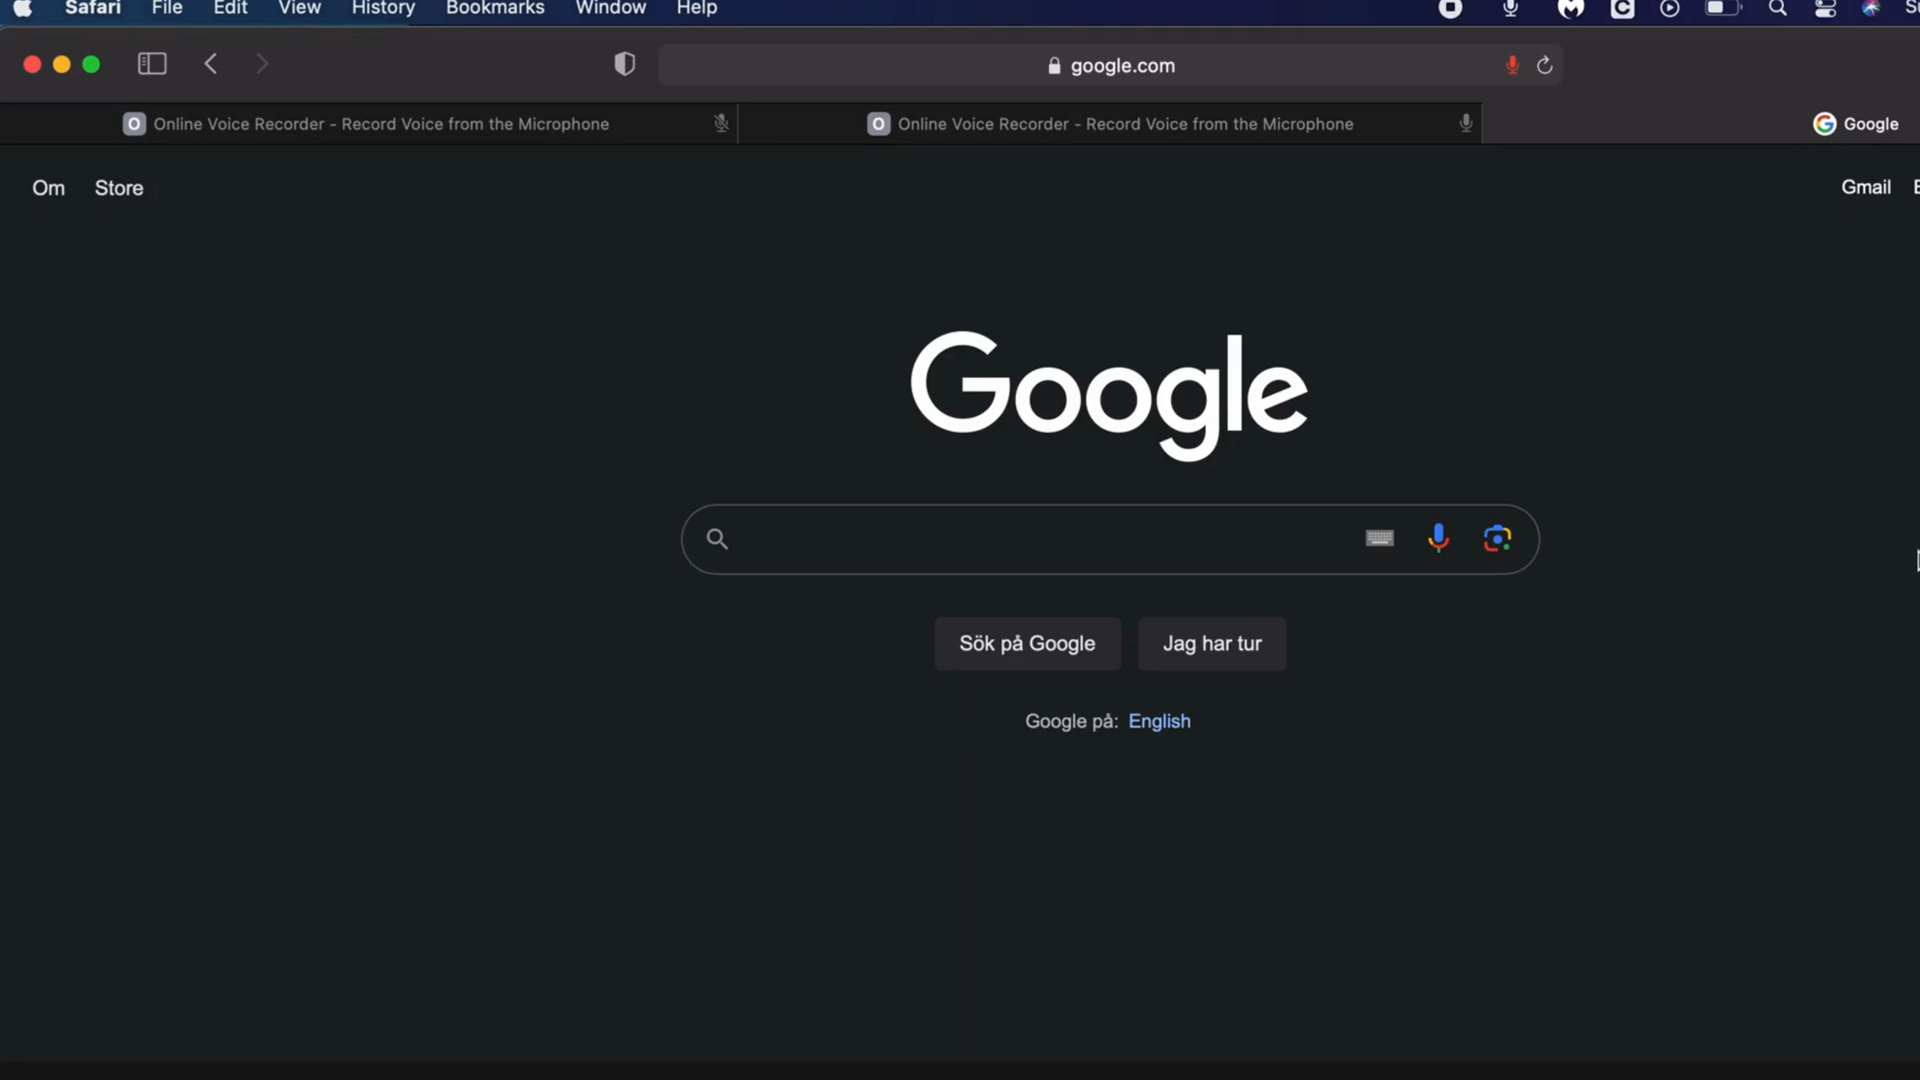 Safari File Edit View History Bookmarks Window Help
google.com
Online Voice Recorder - Record Voice from the Microphone
Online Voice Recorder - Record Voice from the Microphone
Google
Om Store
Gmail
Google
Sök på Google
Jag har tur
Google på: English